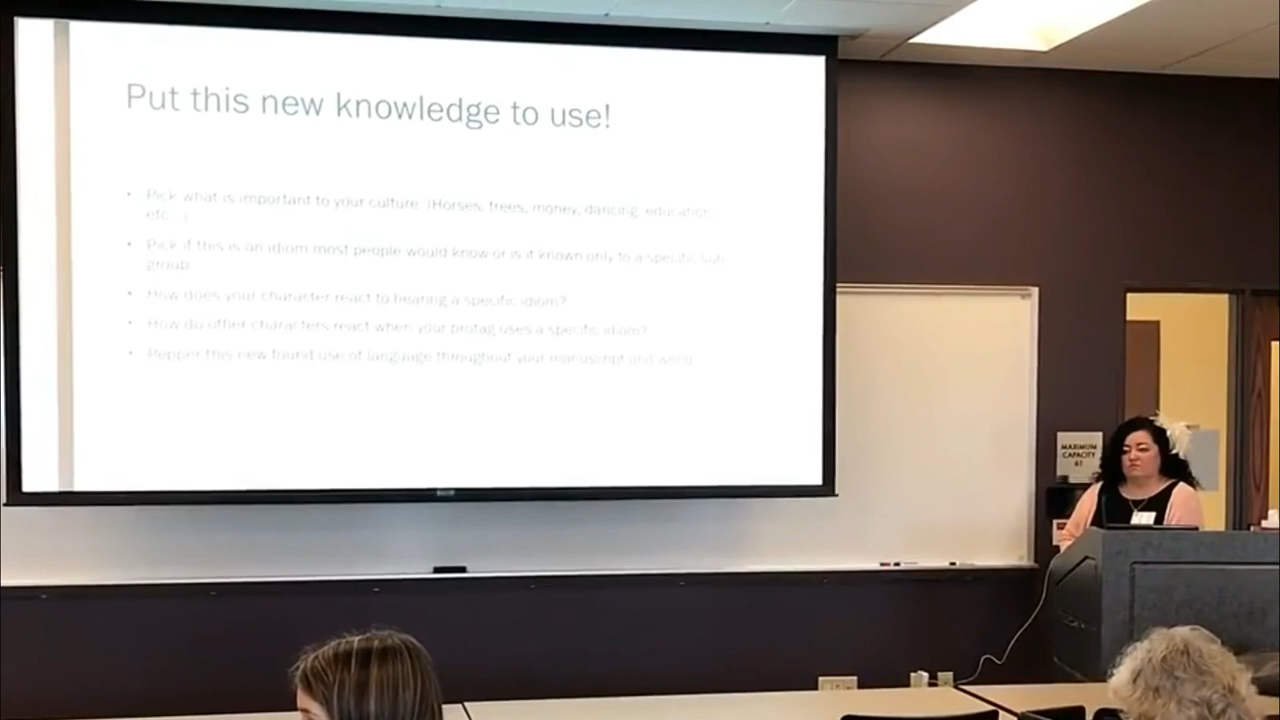 Put this new knowledge to use!
• Pick what is important to your culture. (Horses, trees, money, dancing, education,
etc...)
• Pick if this is an idiom most people would know or is it known only to a specific sub-
group.
• How does your character react to hearing a specific idiom?
• How do other characters react when your protag uses a specific idiom?
• Pepper this new found use of language throughout your manuscript and
MAXIMUM
CAPACITY
61